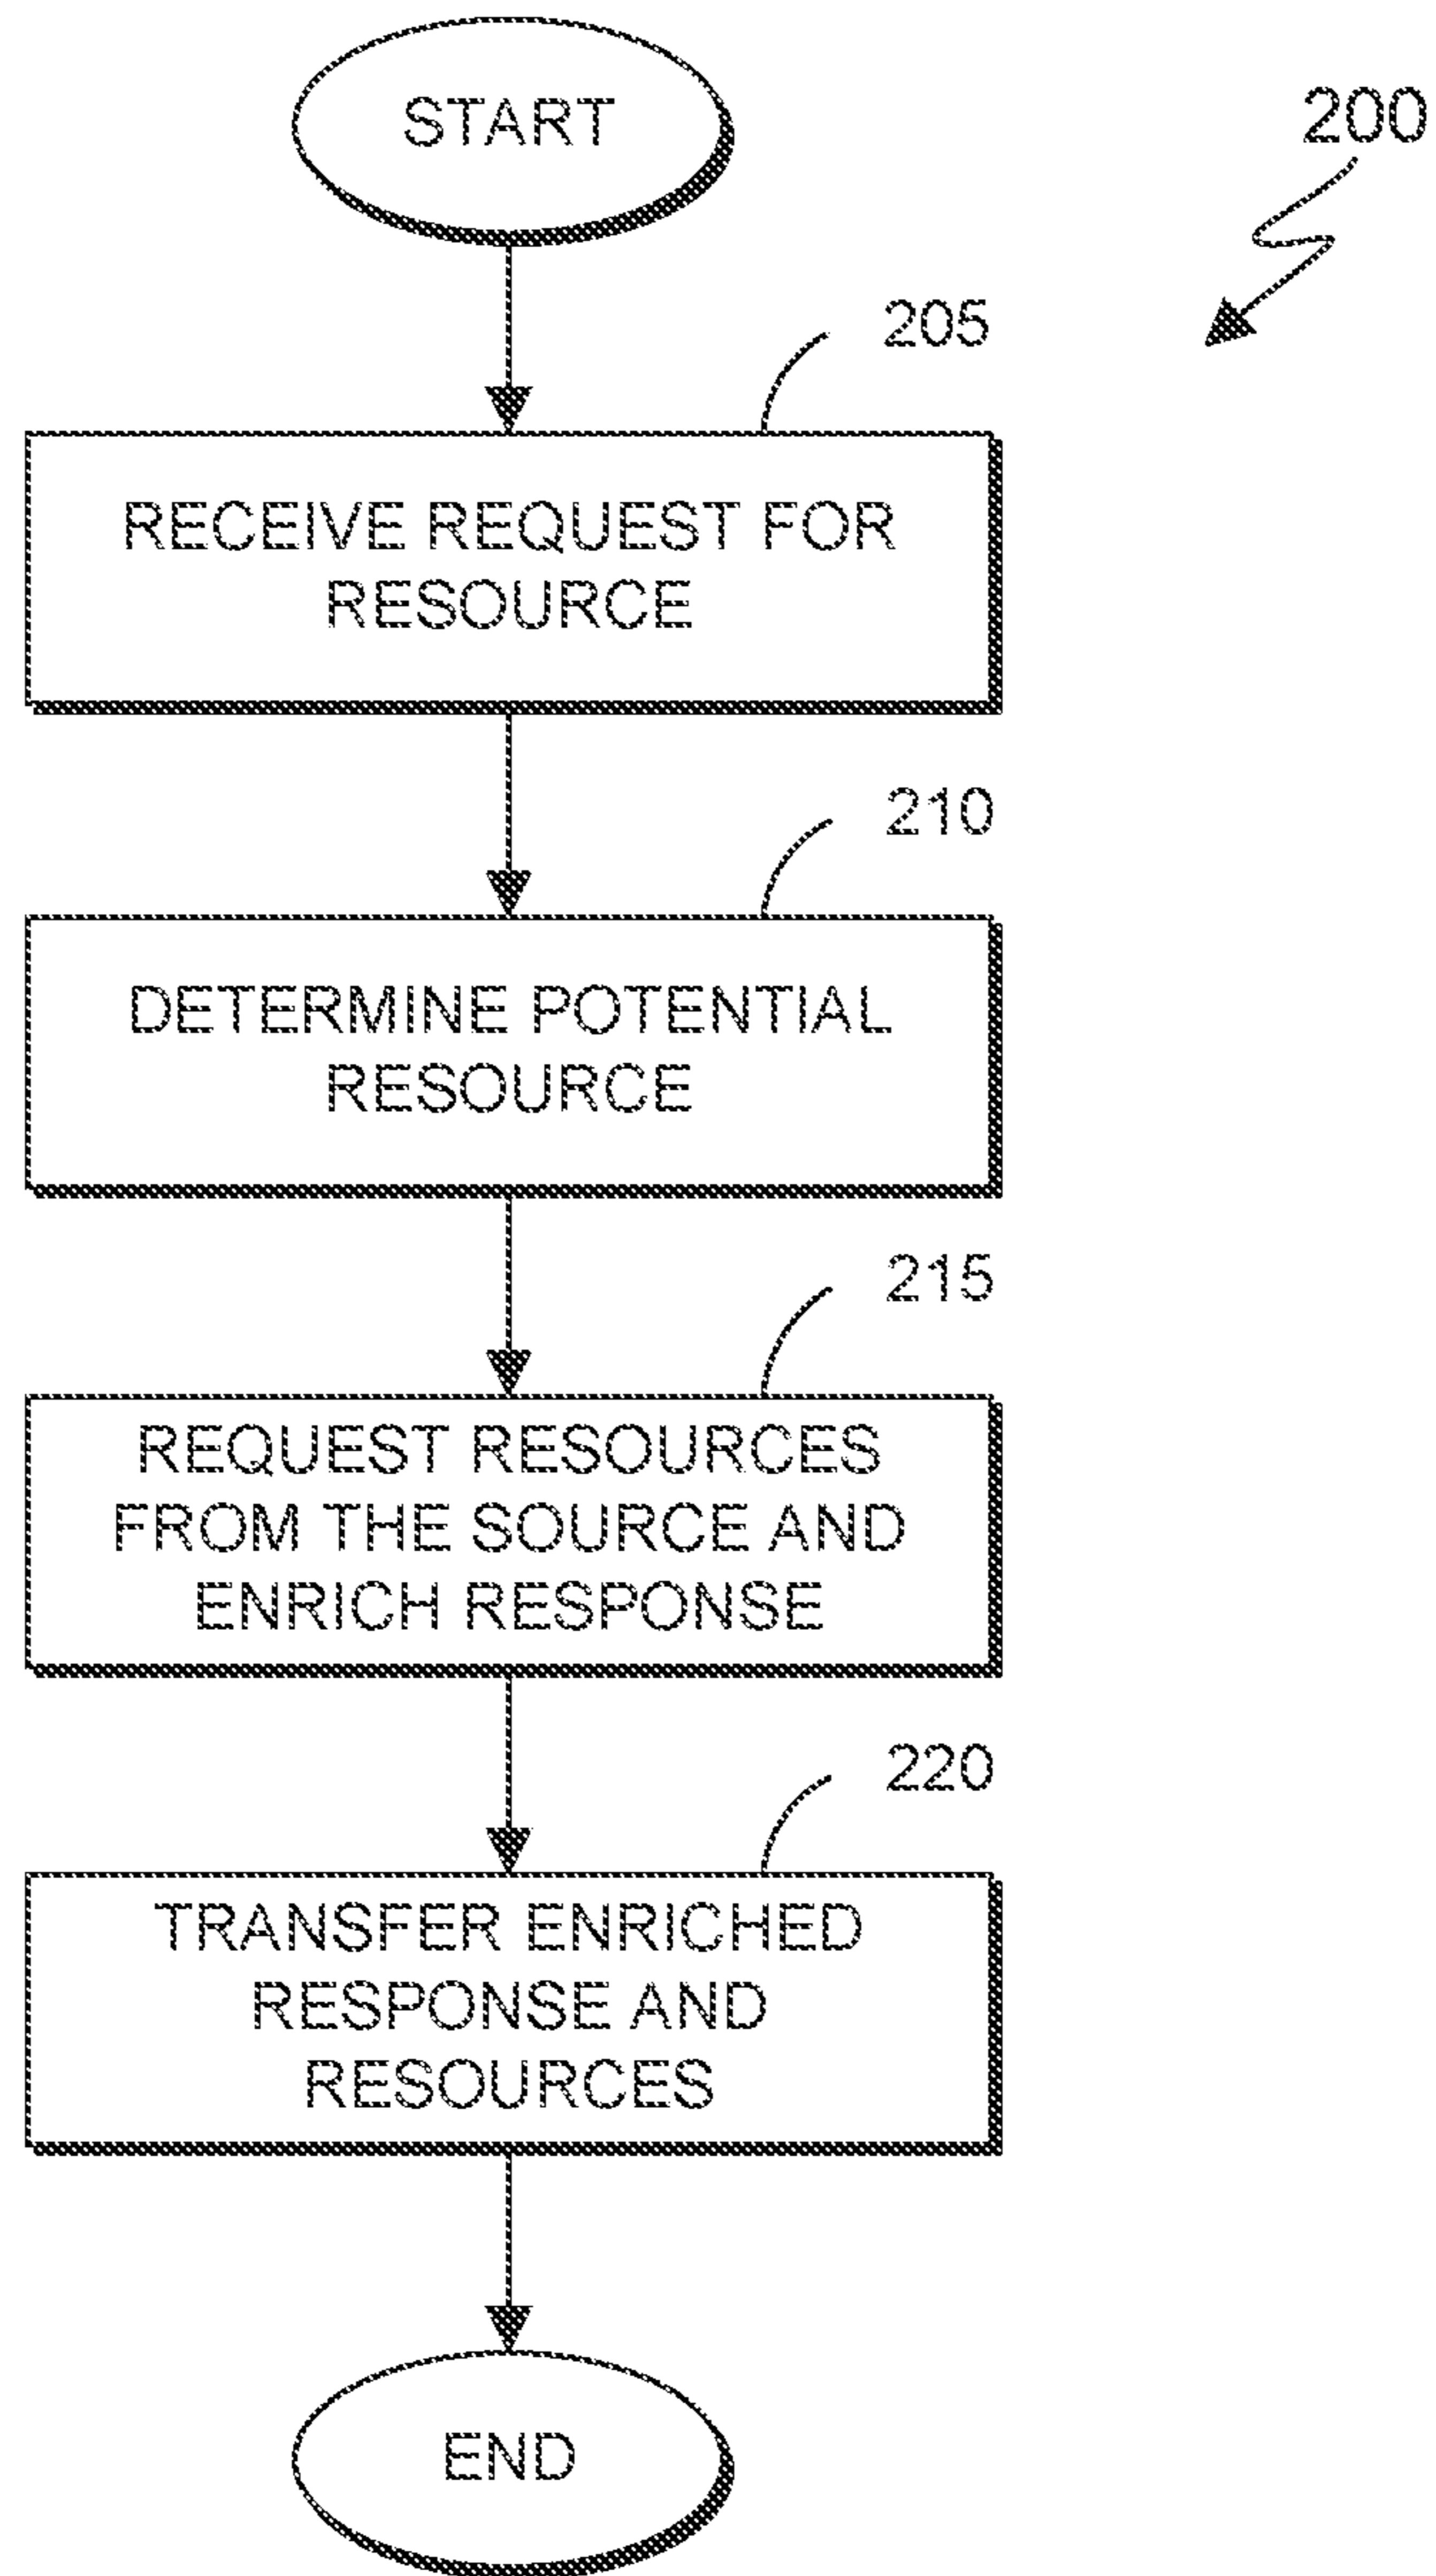 START
200
205
RECEIVE REQUEST FOR
RESOURCE
210
DETERMINE POTENTIAL
RESOURCE
215
REQUEST RESOURCES
FROM THE SOURCE AND
ENRICH RESPONSE
220
TRANSFER ENRICHED
RESPONSE AND
RESOURCES
END